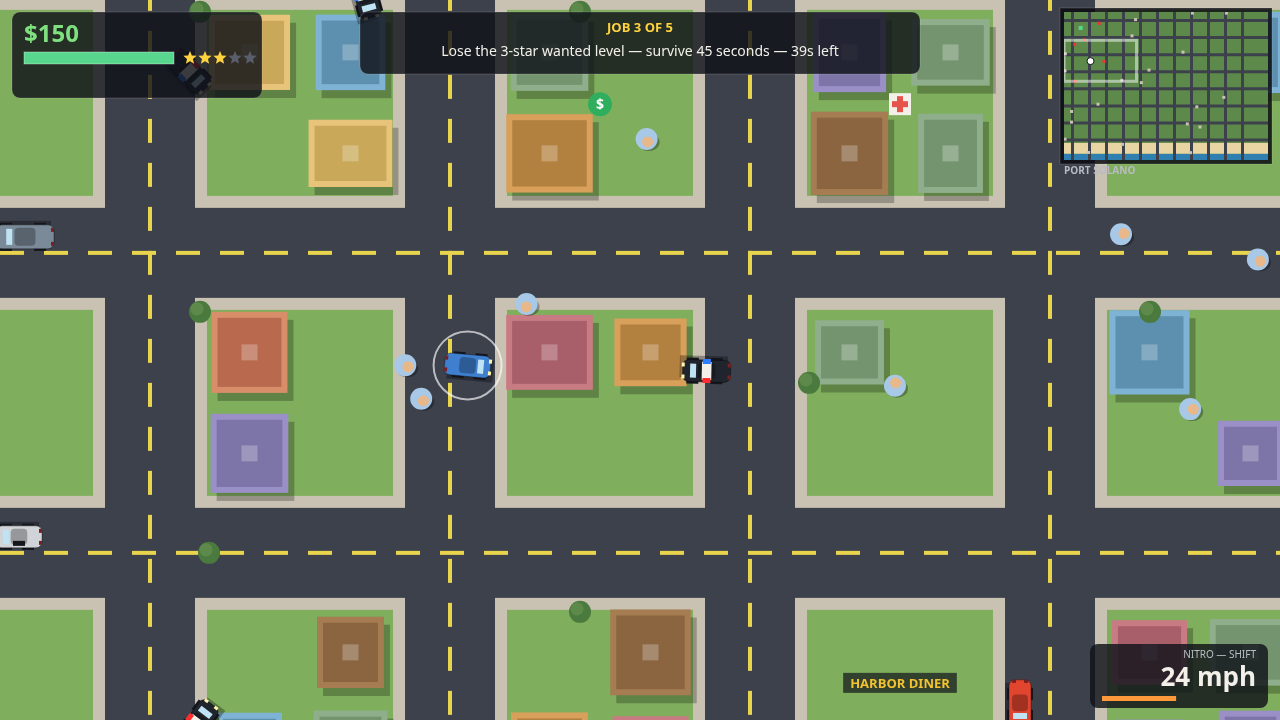 $150
JOB 3 OF 5
Lose the 3-star wanted level — survive 45 seconds — 39s left
$
PORT SOLANO
HARBOR DINER
NITRO — SHIFT
24 mph